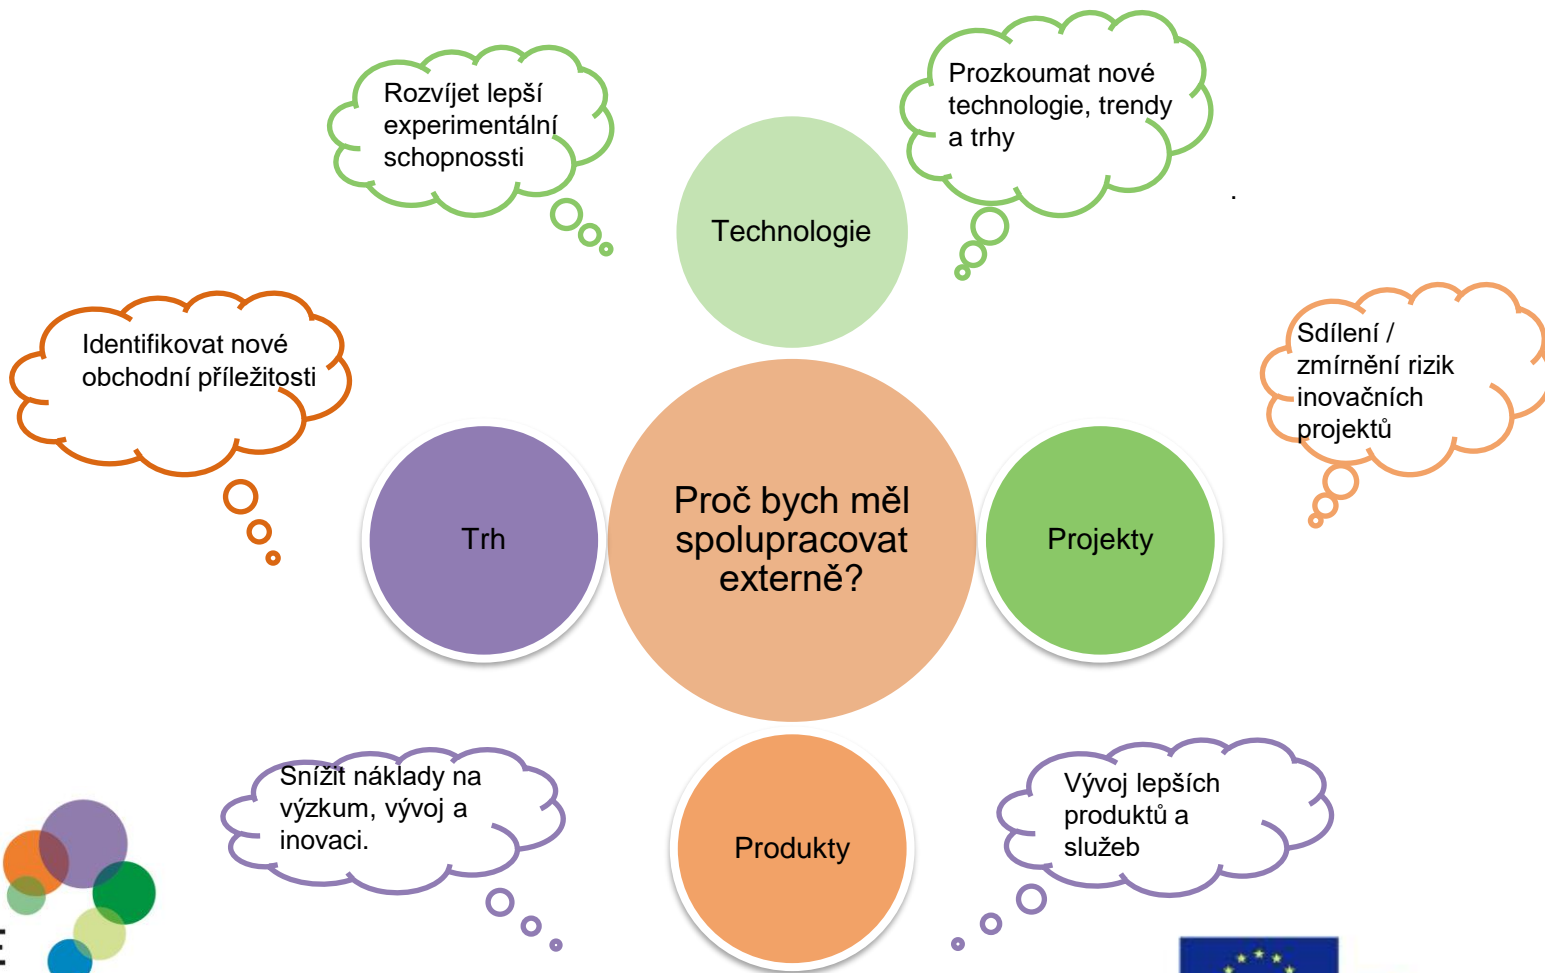 Rozvíjet lepší
experimentální
schopnossti
Prozkoumat nové
technologie, trendy
a trhy
.
Technologie
Identifikovat nové
obchodní příležitosti
Sdílení /
zmírnění rizik
inovačních
projektů
Trh
Proč bych měl
spolupracovat
externě?
Projekty
Snížit náklady na
výzkum, vývoj a
inovaci.
Produkty
Vývoj lepších
produktů a
služeb
E